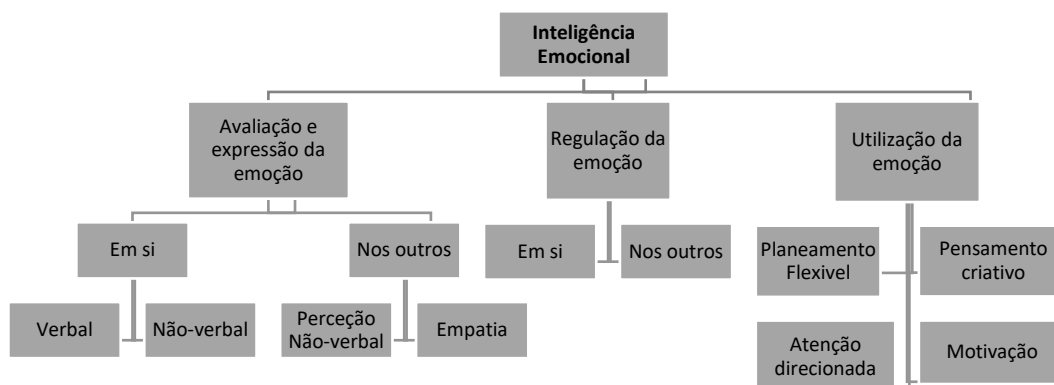 Inteligência
Emocional
Avaliação e
expressão da
emoção
Regulação da
emoção
Utilização da
emoção
Em si
Nos outros
Em si
Nos outros
Planeamento
Flexivel
Pensamento
criativo
Verbal
Não-verbal
Perceção
Não-verbal
Empatia
Atenção
direcionada
Motivação